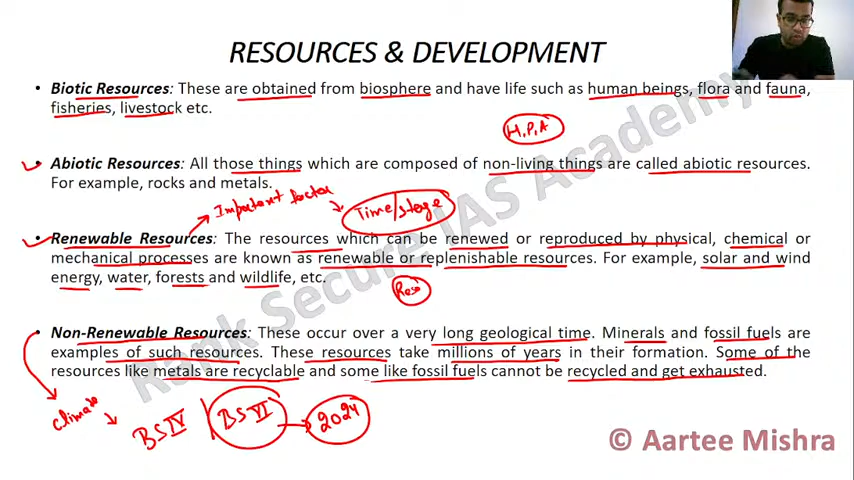 RESOURCES & DEVELOPMENT
• Biotic Resources: These are obtained from biosphere and have life such as human beings, flora and fauna,
fisheries, livestock etc.
H,P,A
• Abiotic Resources: All those things which are composed of non-living things are called abiotic resources.
For example, rocks and metals.
Important factor
Time/stage
• Renewable Resources: The resources which can be renewed or reproduced by physical, chemical or
mechanical processes are known as renewable or replenishable resources. For example, solar and wind
energy, water, forests and wildlife, etc.
• Non-Renewable Resources: These occur over a very long geological time. Minerals and fossil fuels are
examples of such resources. These resources take millions of years in their formation. Some of the
resources like metals are recyclable and some like fossil fuels cannot be recycled and get exhausted.
BSIV BSVI 2024
© Aartee Mishra
Rank Secure IAS Academy